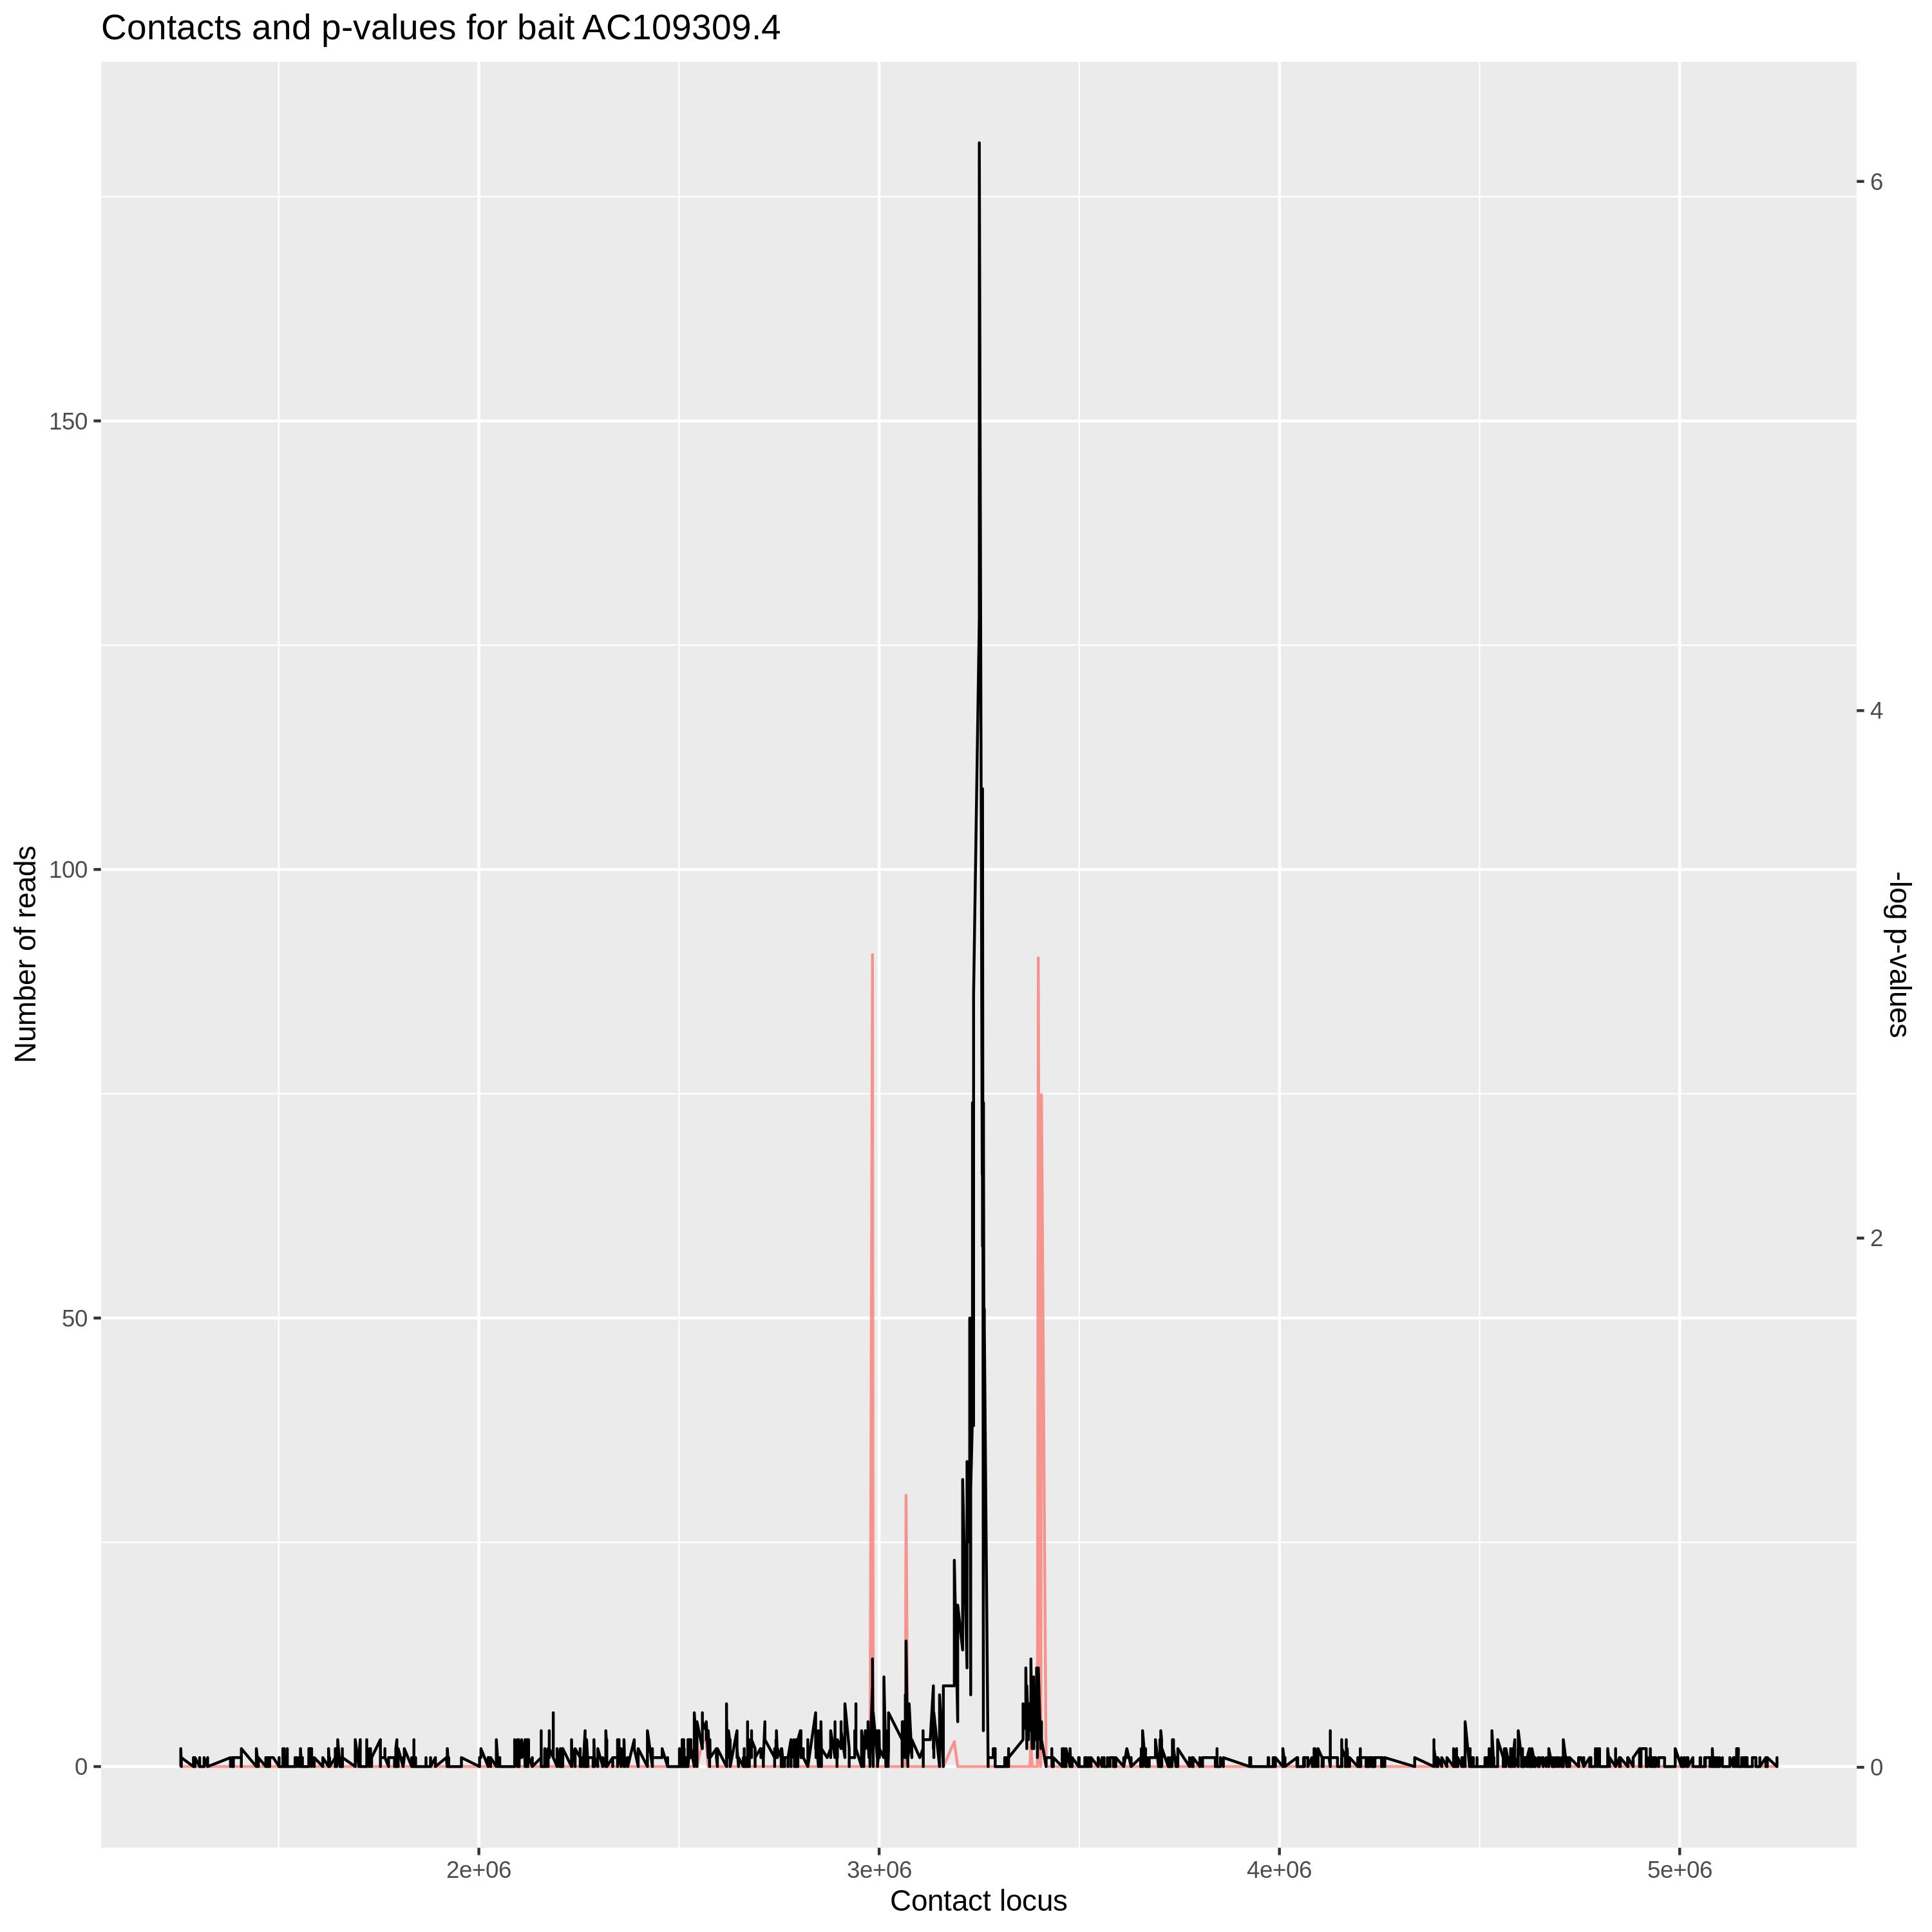 Contacts and p-values for bait AC109309.4
150
100
50
0
Number of reads
6
4
2
0
-log p-values
2e+06
3e+06
4e+06
5e+06
Contact locus